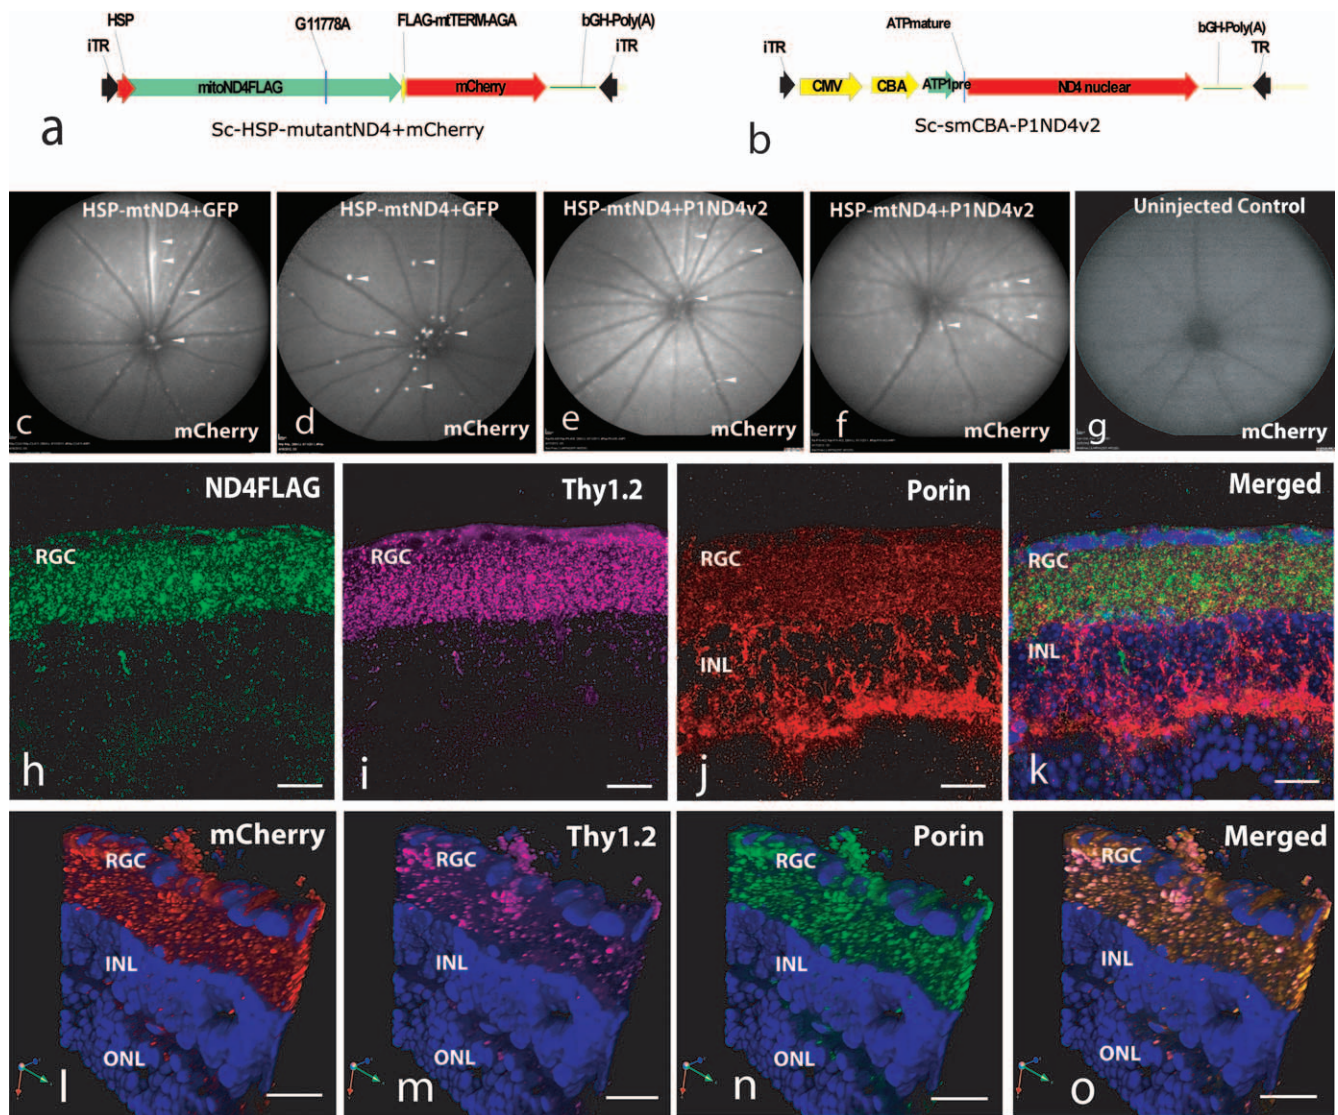 HSP
G11778A
FLAG-mtTERM-AGA
bGH-Poly(A)
iTR
iTR
mitoND4FLAG
mCherry
a
Sc-HSP-mutantND4+mCherry
ATPmature
bGH-Poly(A)
iTR
TR
CMV
CBA
ATP1pre
ND4 nuclear
b
Sc-smCBA-P1ND4v2
HSP-mtND4+GFP
c
mCherry
HSP-mtND4+GFP
d
mCherry
HSP-mtND4+P1ND4v2
e
mCherry
HSP-mtND4+P1ND4v2
f
mCherry
Uninjected Control
g
mCherry
ND4FLAG
RGC
h
Thy1.2
RGC
i
Porin
RGC
INL
j
Merged
RGC
INL
k
mCherry
RGC
INL
ONL
l
Thy1.2
RGC
INL
ONL
m
Porin
RGC
INL
ONL
n
Merged
RGC
INL
ONL
o